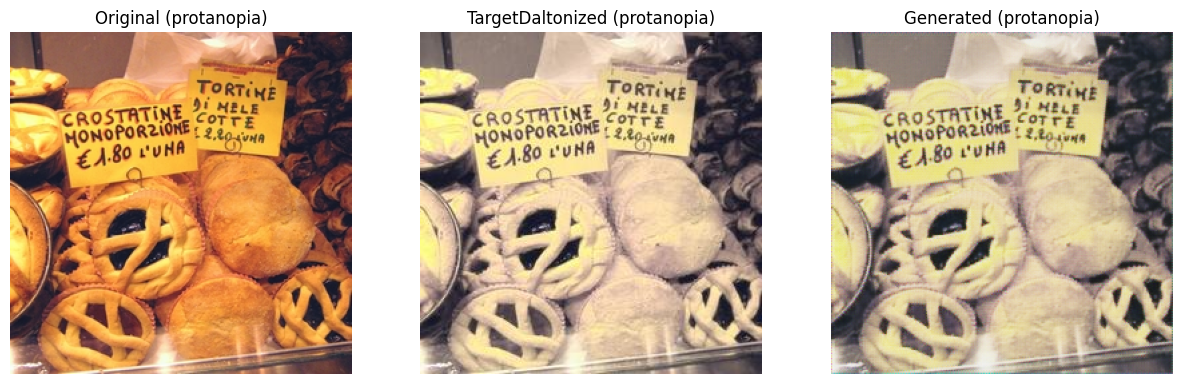 Original (protanopia)
TargetDaltonized (protanopia)
Generated (protanopia)
TORTINE
DI MELE
COTTE
€ 2,20 L'UNA
CROSTATINE
MONOPORZIONE
€1.80 L'UNA
TORTINE
DI MELE
COTTE
2,20 L'UNA
CROSTATINE
MONOPORZIONE
€1.80 L'UNA
TORTINE
DI MELE
COTTE
2,20 L'UNA
CROSTATINE
MONOPORZIONE
€1.80 L'UNA